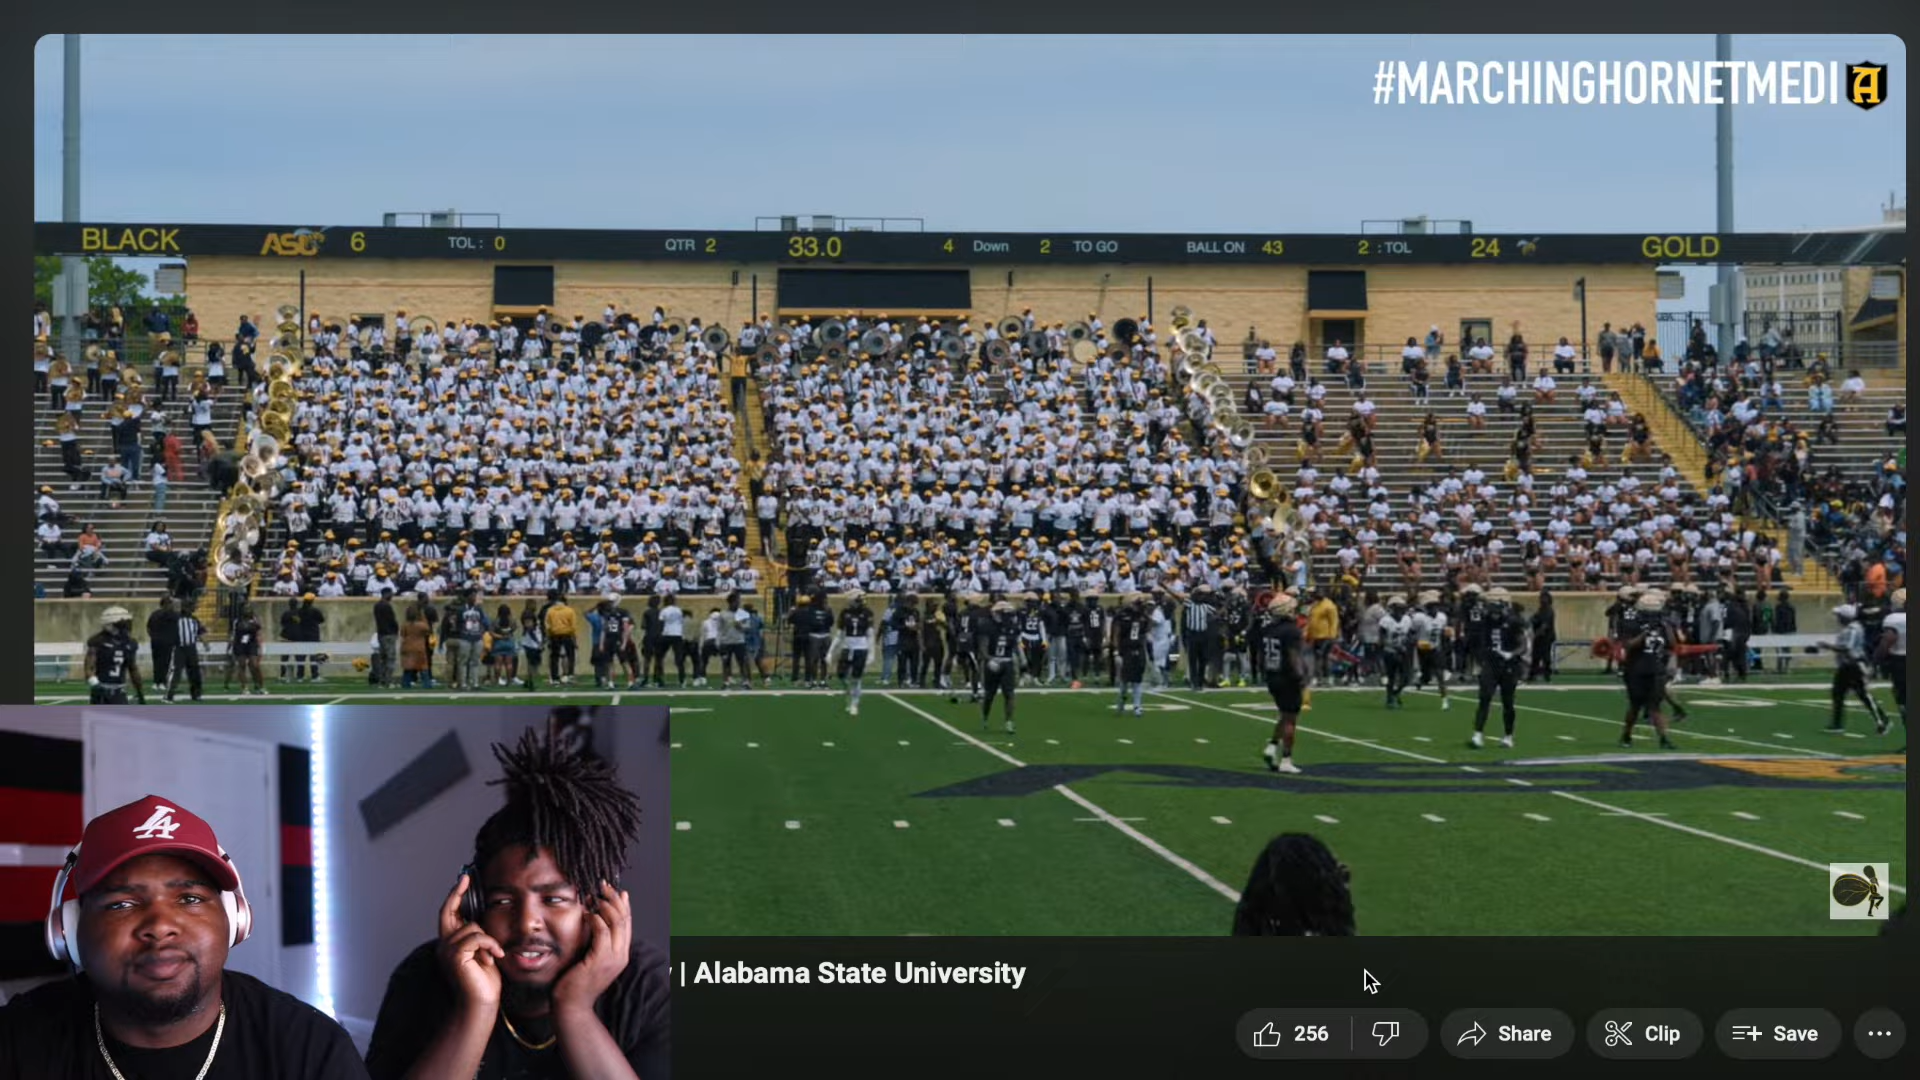 #MARCHINGHORNETMEDI A
BLACK ASU 6 TOL: 0 QTR 2 33.0 4 Down 2 TO GO BALL ON 43 2 :TOL 24 GOLD
LA
| Alabama State University
256 Share Clip Save